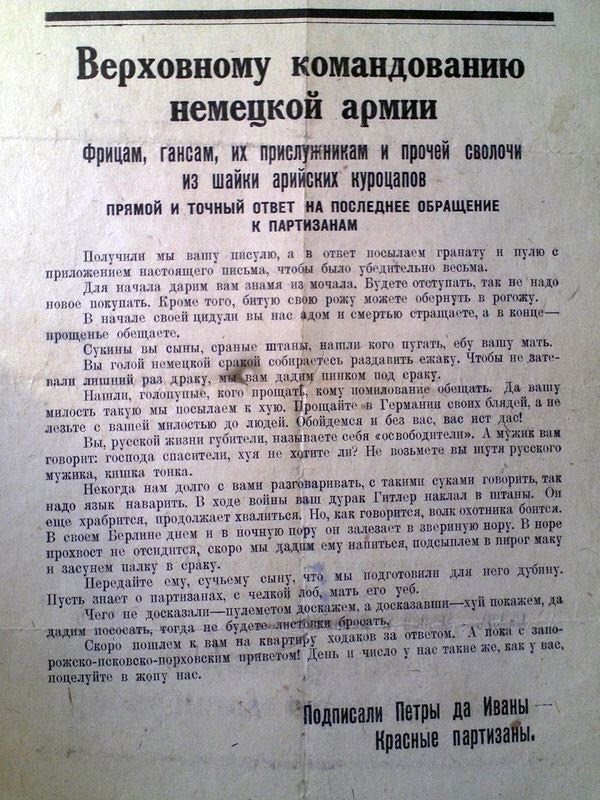 Верховному командованию
немецкой армии
Фрицам, гансам, их прислужникам и прочей сволочи
из шайки арийских куроцапов
ПРЯМОЙ И ТОЧНЫЙ ОТВЕТ НА ПОСЛЕДНЕЕ ОБРАЩЕНИЕ
К ПАРТИЗАНАМ
Получили мы вашу писулю, а в ответ посылаем гранату и пулю с
приложением настоящего письма, чтобы было убедительно весьма.
Для начала дарим вам знамя из мочала. Будете отступать, так не надо
новое покупать. Кроме того, битую свою рожу можете обернуть в рогожу.
В начале своей цидули вы нас адом и смертью стращаете, а в конце—
прощенье обещаете.
Сукины вы сыны, сраные штаны, нашли кого пугать, ебу вашу мать.
Вы голой немецкой сракой собираетесь раздавить ежаку. Чтобы не зате-
вали лишний раз драку, мы вам дадим пинком под сраку.
Нашли, голопупые, кого прощать, кому помилование обещать. Да вашу
милость такую мы посылаем к хую. Прощайте в Германии своих блядей, а не
лезьте с вашей милостью до людей. Обойдемся и без вас, вас ист дас!
Вы, русской жизни губители, называете себя «освободители». А мужик вам
говорит: господа спасители, хуя не хотите ли? Не возьмете вы шутя русского
мужика, кишка тонка.
Некогда нам долго с вами разговаривать, с такими суками говорить, так
надо язык наварить. В ходе войны ваш дурак Гитлер наклал в штаны. Он
еще храбрится, продолжает хвалиться. Но, как говорится, волк охотника боится.
В своем Берлине днем и в ночную пору он залезает в звериную нору. В норе
прохвост не отсидится, скоро мы дадим ему напиться, подсыплем в пирог маку
и засунем палку в сраку.
Передайте ему, сучьему сыну, что мы подготовили для него дубину.
Пусть знает о партизанах, с челкой лоб, мать его уеб.
Чего не досказали—пулеметом доскажем, а досказавши—хуй покажем, да
дадим пососать, тогда не будете листовки бросать.
Скоро пошлем к вам на квартиру ходаков за ответом. А пока с запо-
рожско-псковско-порховским приветом! День и число у нас такие же, как у вас,
поцелуйте в жопу нас.
Подписали Петры да Иваны —
Красные партизаны.